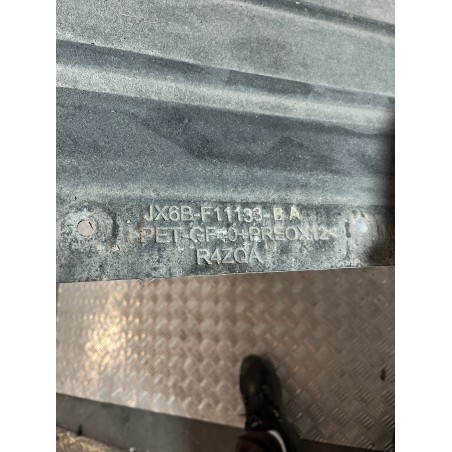 JX6B-F11133-BA
>PET-GF40+PREOX12<
R4ZQA